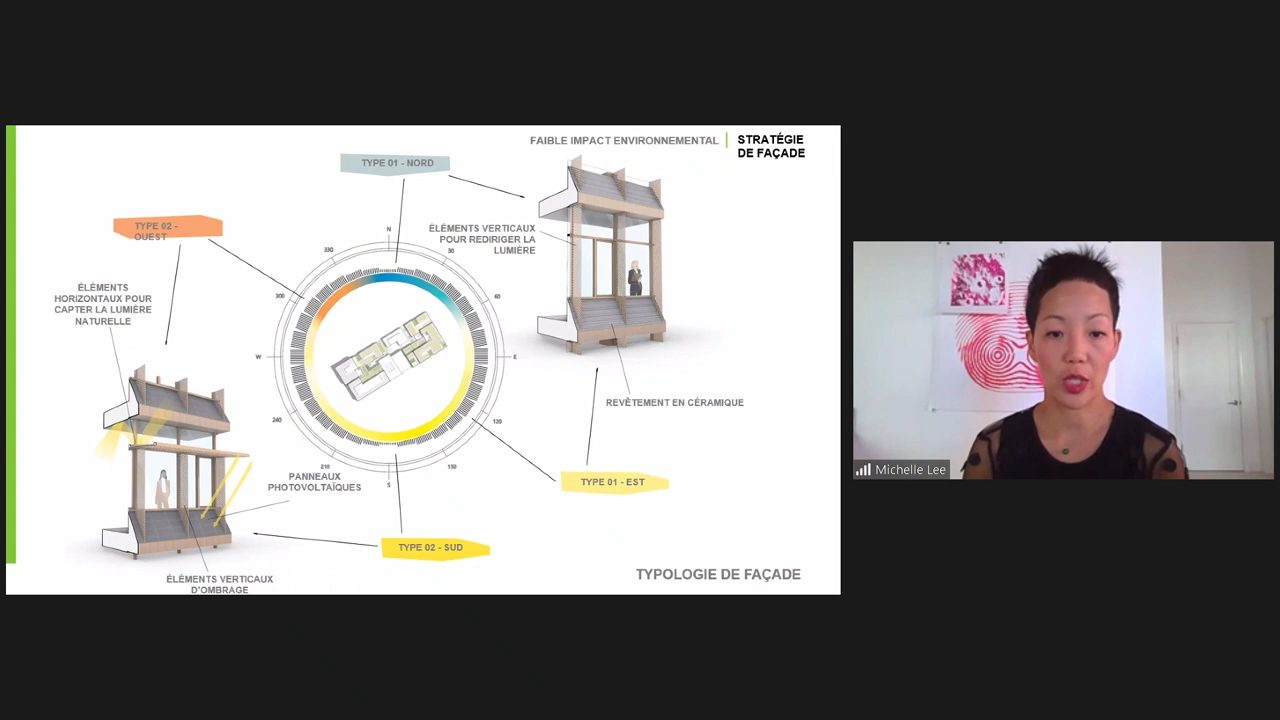 FAIBLE IMPACT ENVIRONNEMENTAL
STRATÉGIE
DE FAÇADE
TYPE 01 - NORD
TYPE 02 -
OUEST
ÉLÉMENTS VERTICAUX
POUR REDIRIGER LA
LUMIÈRE
ÉLÉMENTS
HORIZONTAUX POUR
CAPTER LA LUMIÈRE
NATURELLE
N
30
60
E
120
150
S
210
240
W
300
330
REVÊTEMENT EN CÉRAMIQUE
PANNEAUX
PHOTOVOLTAÏQUES
TYPE 01 - EST
TYPE 02 - SUD
ÉLÉMENTS VERTICAUX
D'OMBRAGE
TYPOLOGIE DE FAÇADE
Michelle Lee